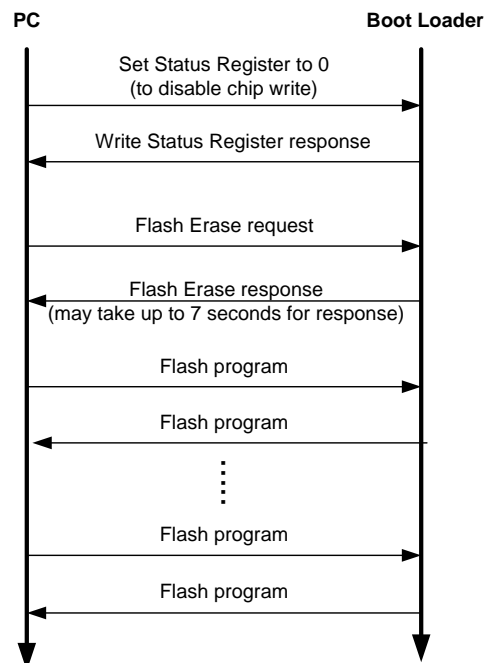 PC
Boot Loader
Set Status Register to 0
(to disable chip write)
Write Status Register response
Flash Erase request
Flash Erase response
(may take up to 7 seconds for response)
Flash program
Flash program
Flash program
Flash program